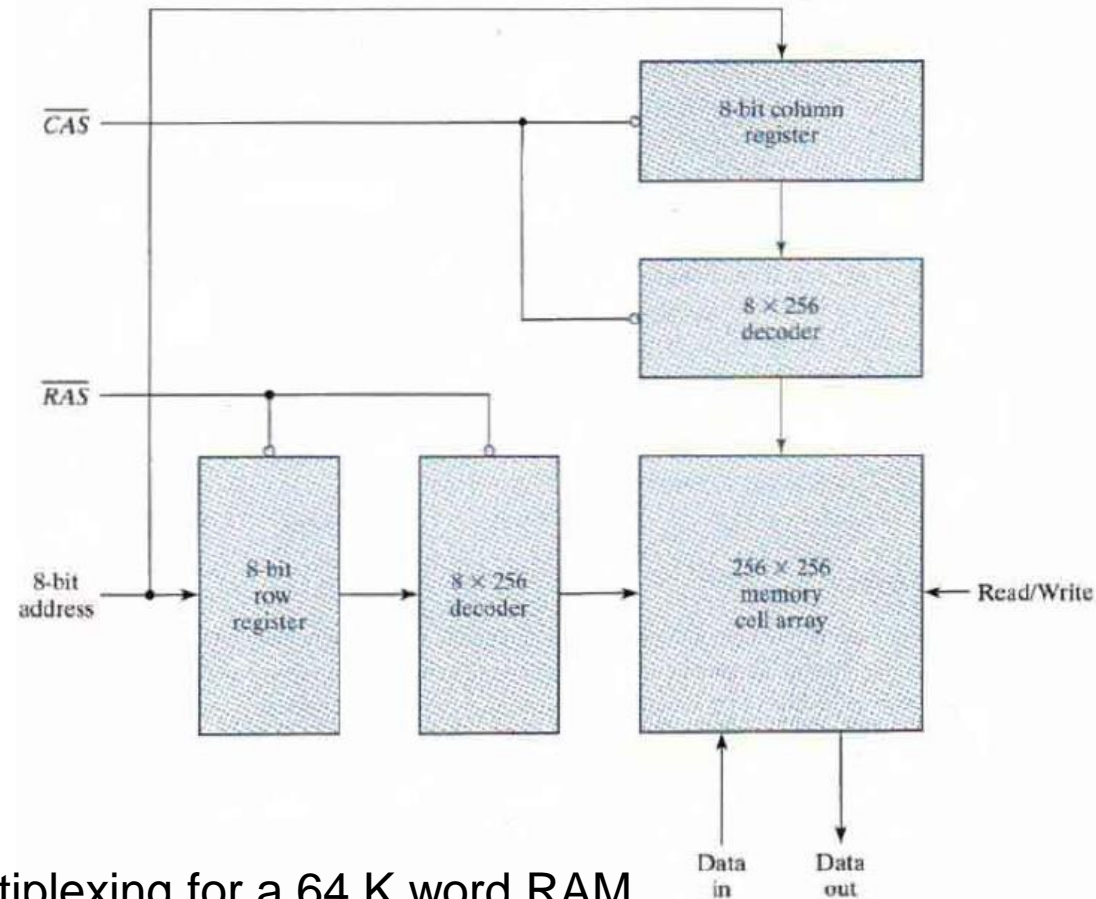 8-bit column
register
CAS
8 × 256
decoder
RAS
8-bit
address
8-bit
row
register
8 × 256
decoder
256 × 256
memory
cell array
Read/Write
Data
in
Data
out
tiplexing for a 64 K word RAM